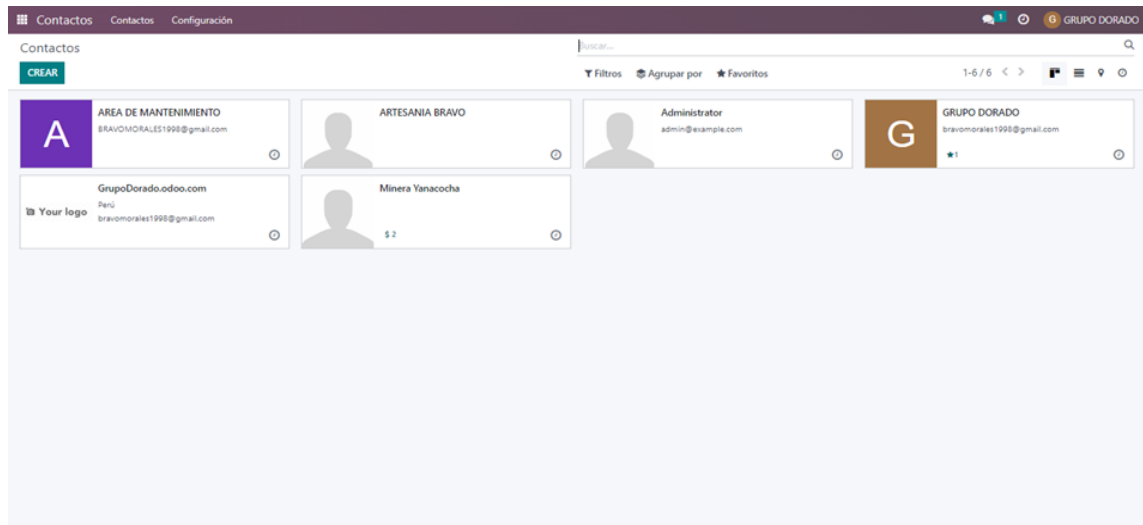 Contactos Contactos Configuración 1 G GRUPO DORADO
Contactos Buscar...
CREAR Filtros Agrupar por Favoritos 1-6 / 6
A AREA DE MANTENIMIENTO
BRAVOMORALES1998@gmail.com
ARTESANIA BRAVO
Administrator
admin@example.com
G GRUPO DORADO
bravomorales1998@gmail.com
1
Your logo GrupoDorado.odoo.com
Perú
bravomorales1998@gmail.com
Minera Yanacocha
$ 2